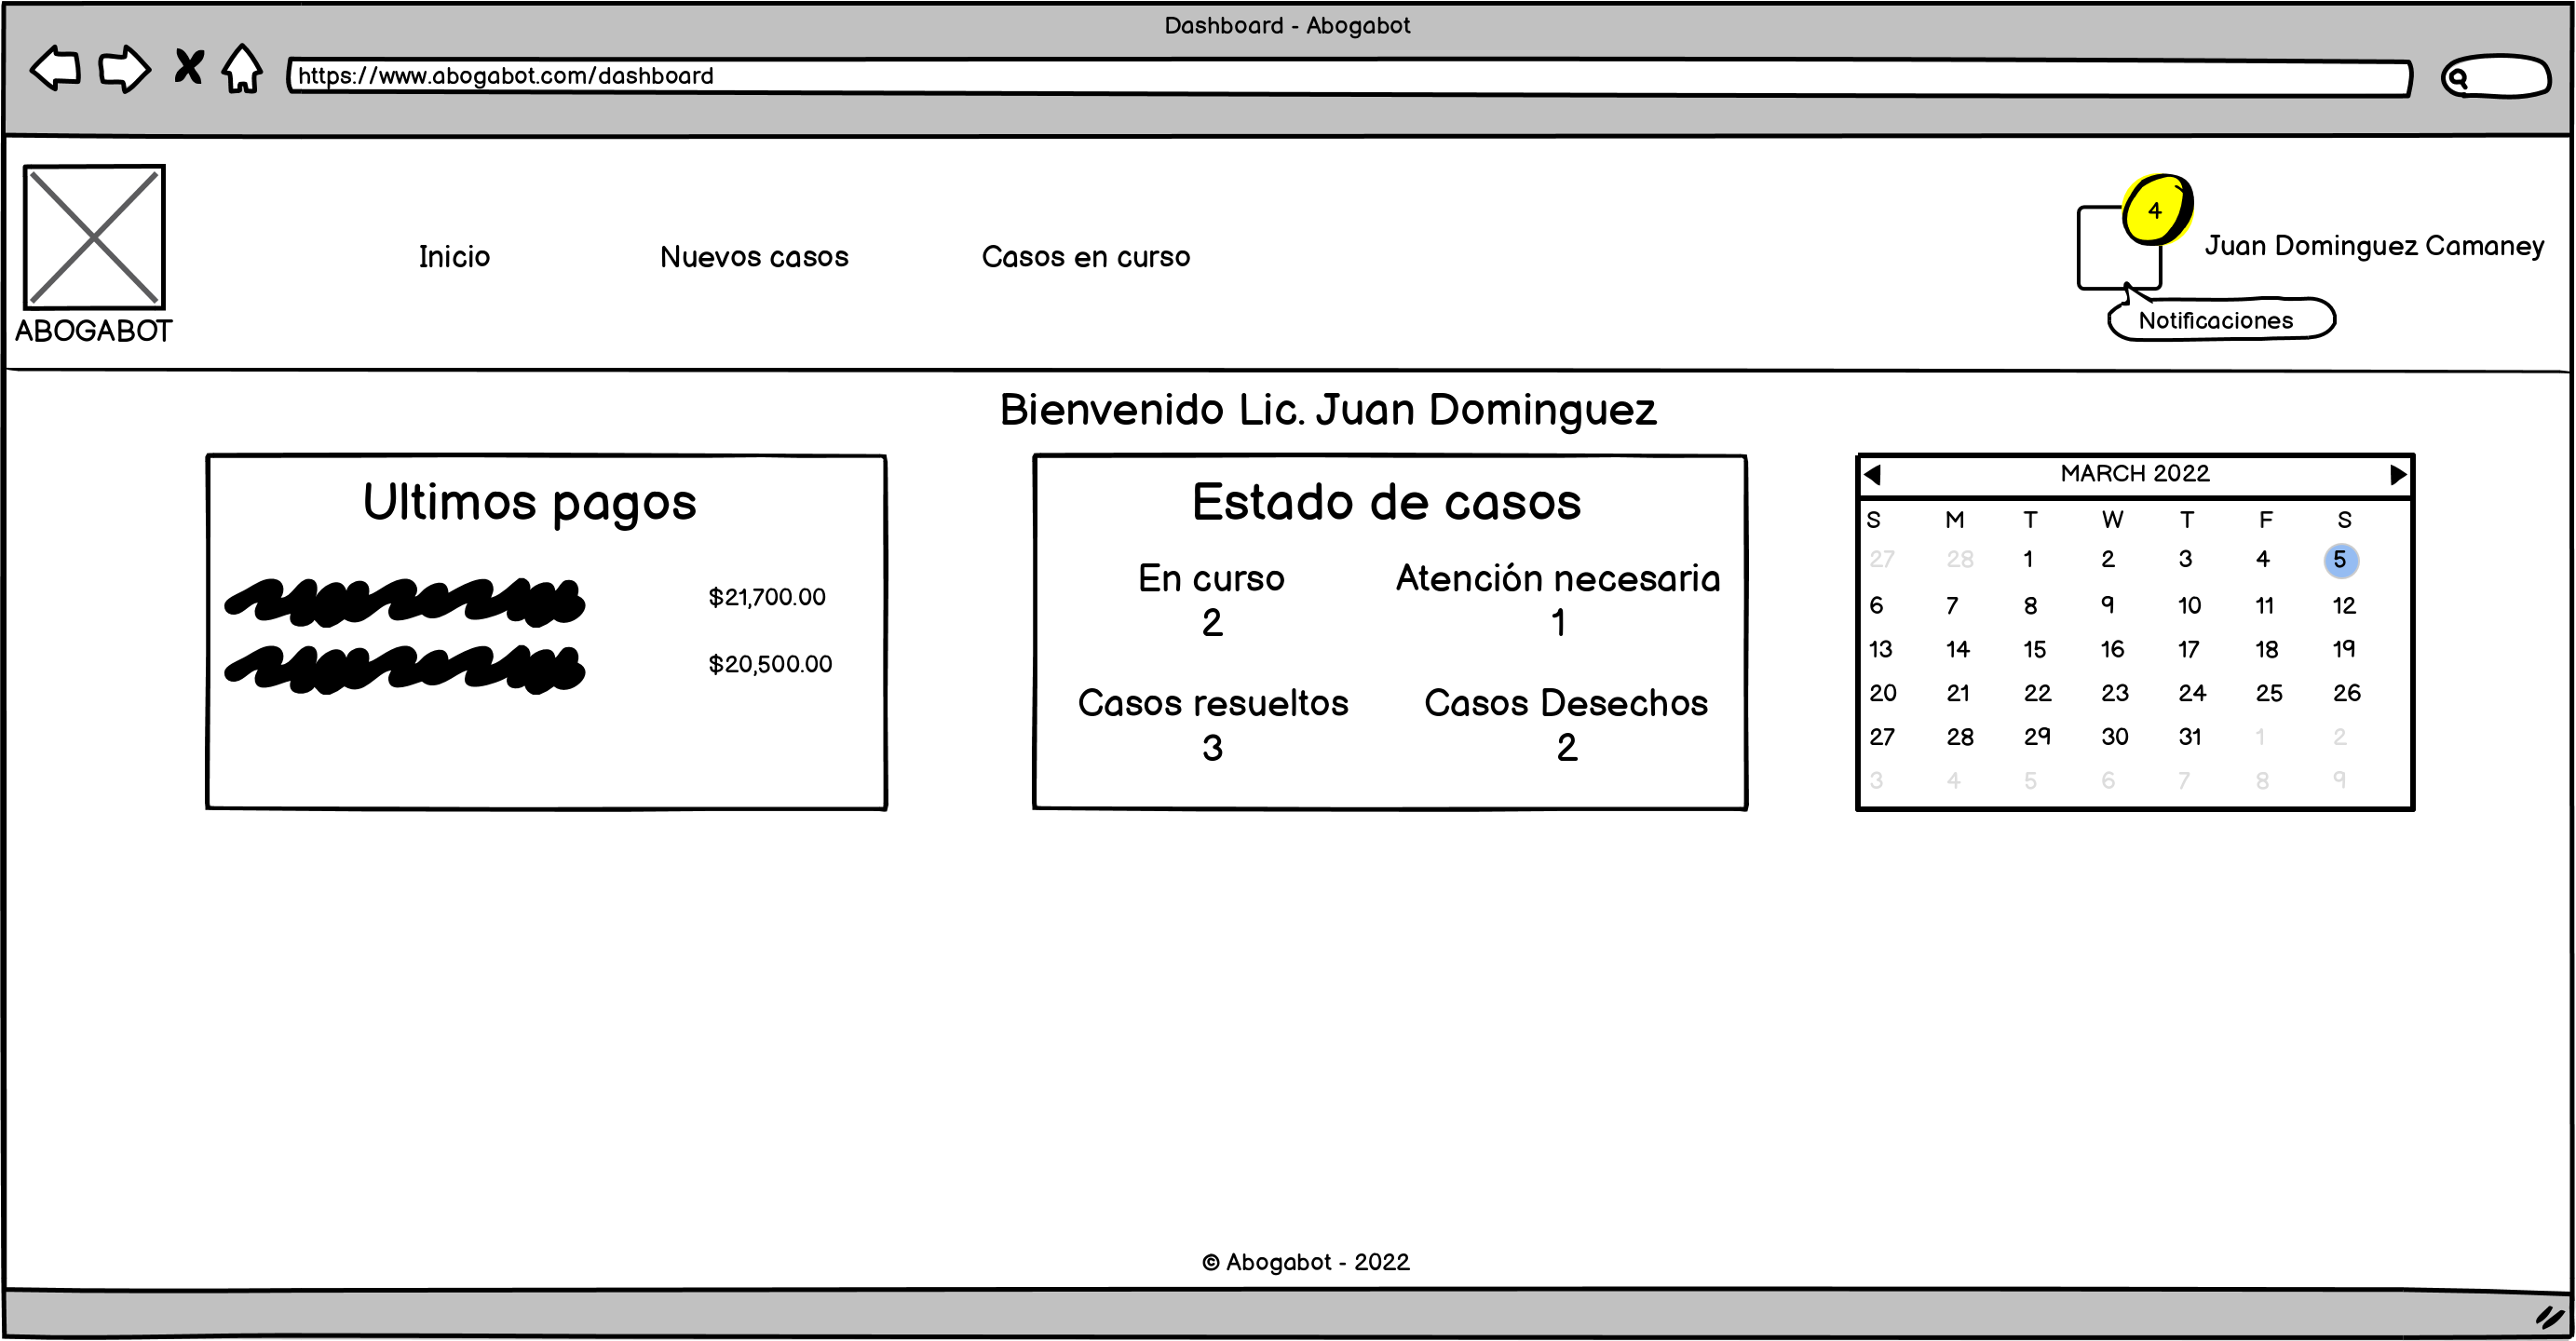 Dashboard - Abogabot
https://www.abogabot.com/dashboard
ABOGABOT
Inicio
Nuevos casos
Casos en curso
4
Juan Dominguez Camaney
Notificaciones
Bienvenido Lic. Juan Dominguez
Ultimos pagos
$21,700.00
$20,500.00
Estado de casos
En curso
2
Atención necesaria
1
Casos resueltos
3
Casos Desechos
2
MARCH 2022
S M T W T F S
27 28 1 2 3 4 5
6 7 8 9 10 11 12
13 14 15 16 17 18 19
20 21 22 23 24 25 26
27 28 29 30 31 1 2
3 4 5 6 7 8 9
© Abogabot - 2022